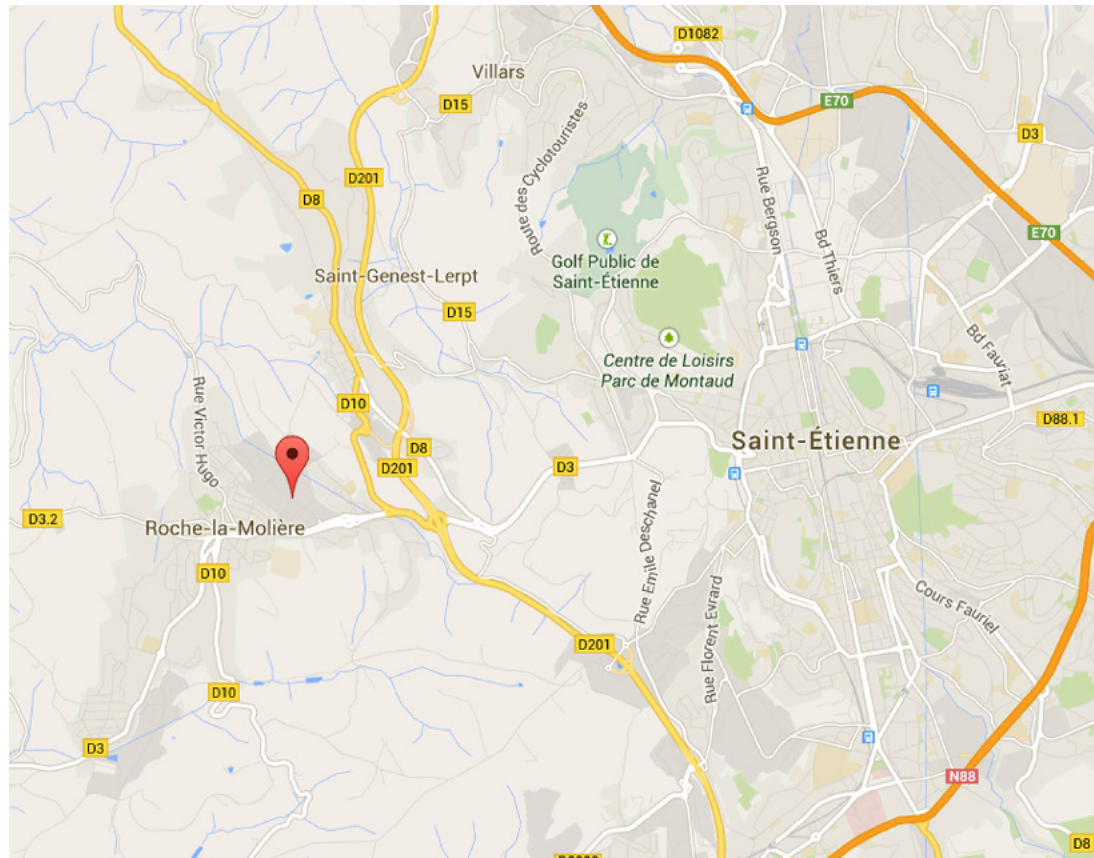 D1082
Villars
E70
D15
D3
Route des Cyclotouristes
D201
Rue Bergson
D8
Bd Thiers
E70
Golf Public de
Saint-Étienne
Saint-Genest-Lerpt
D15
Bd Fauriat
Centre de Loisirs
Parc de Montaud
Rue Victor Hugo
D10
D88.1
D8
Saint-Étienne
D201
D3
D3.2
Roche-la-Molière
Rue Emile Deschanel
D10
Rue Florent Evrard
Cours Fauriel
D201
D10
D3
N88
D8